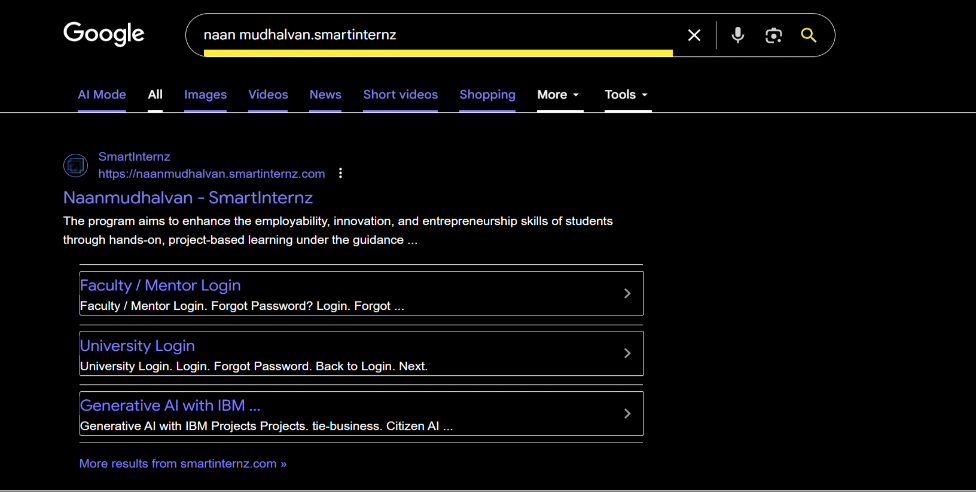 Google
naan mudhalvan.smartinternz
AI Mode All Images Videos News Short videos Shopping More Tools
SmartInternz
https://naanmudhalvan.smartinternz.com
Naanmudhalvan - SmartInternz
The program aims to enhance the employability, innovation, and entrepreneurship skills of students
through hands-on, project-based learning under the guidance ...
Faculty / Mentor Login
Faculty / Mentor Login. Forgot Password? Login. Forgot ...
University Login
University Login. Login. Forgot Password. Back to Login. Next.
Generative AI with IBM ...
Generative AI with IBM Projects Projects. tie-business. Citizen AI ...
More results from smartinternz.com »